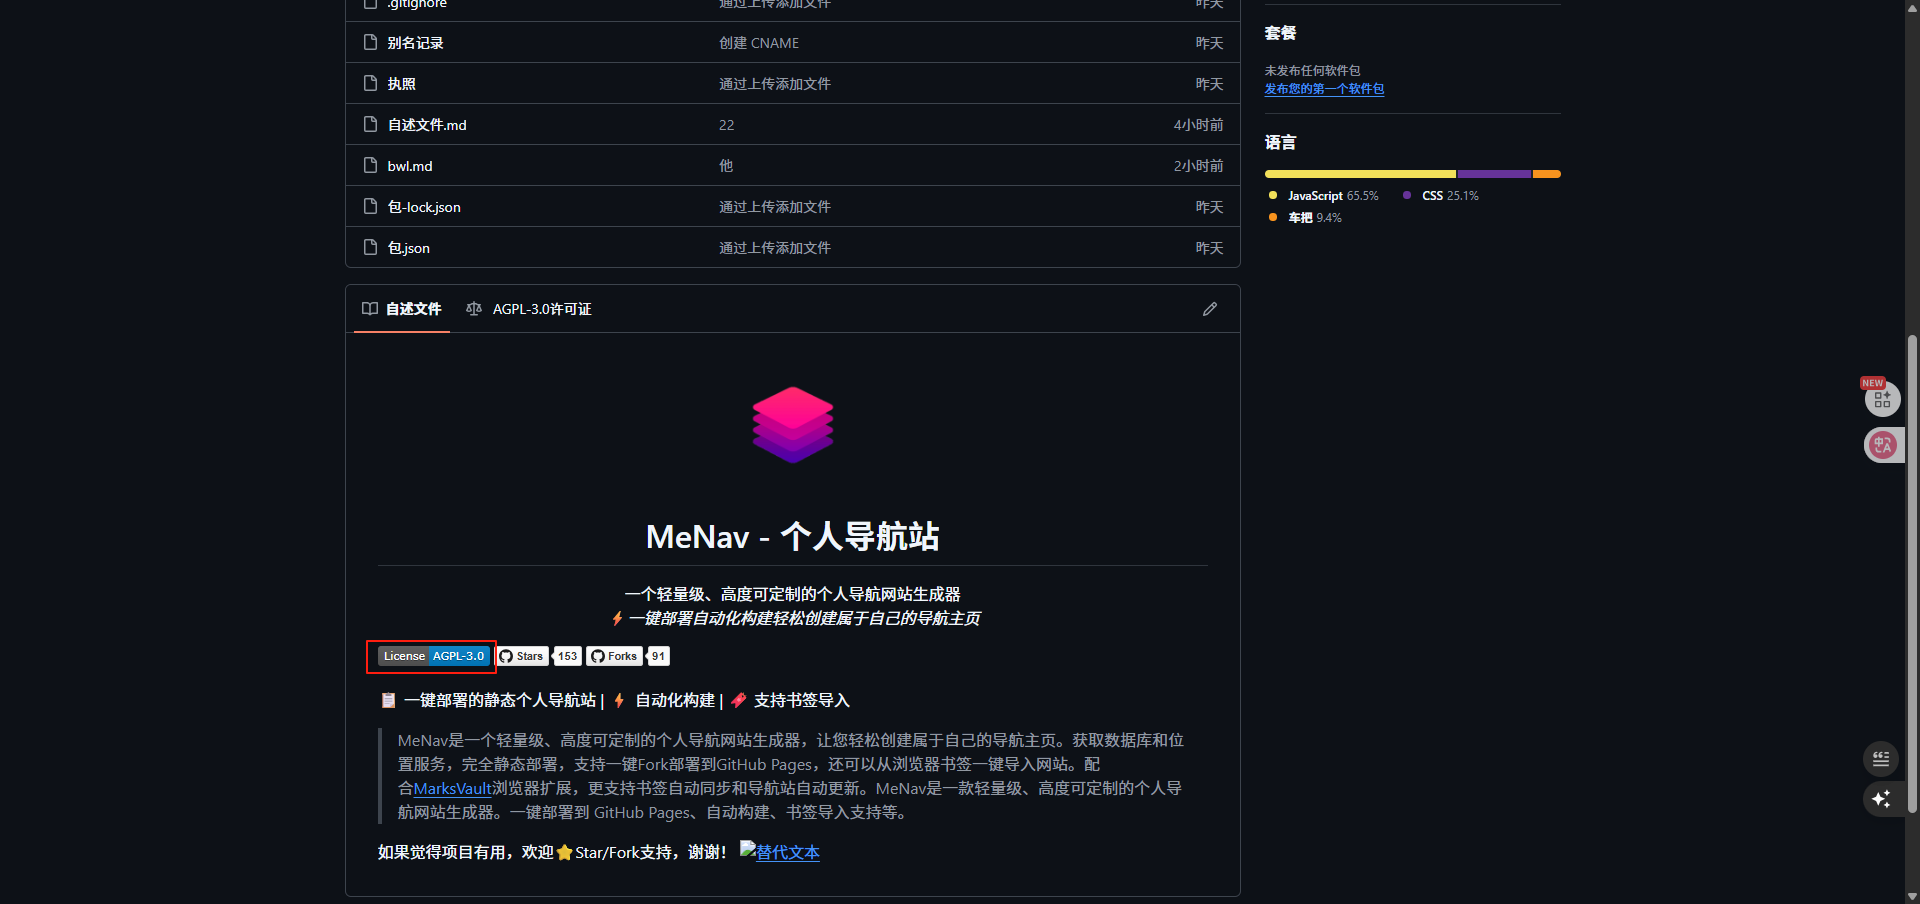 .gitignore
通过上传添加文件
昨天
别名记录
创建 CNAME
昨天
执照
通过上传添加文件
昨天
自述文件.md
22
4小时前
bwl.md
他
2小时前
包-lock.json
通过上传添加文件
昨天
包.json
通过上传添加文件
昨天
套餐
未发布任何软件包
发布您的第一个软件包
语言
JavaScript 65.5%
CSS 25.1%
车把 9.4%
自述文件
AGPL-3.0许可证
MeNav - 个人导航站
一个轻量级、高度可定制的个人导航网站生成器
⚡一键部署自动化构建轻松创建属于自己的导航主页
License AGPL-3.0
Stars 153
Forks 91
📋 一键部署的静态个人导航站 | ⚡ 自动化构建 | 🔖 支持书签导入
MeNav是一个轻量级、高度可定制的个人导航网站生成器，让您轻松创建属于自己的导航主页。获取数据库和位
置服务，完全静态部署，支持一键Fork部署到GitHub Pages，还可以从浏览器书签一键导入网站。配
合MarksVault浏览器扩展，更支持书签自动同步和导航站自动更新。MeNav是一款轻量级、高度可定制的个人导
航网站生成器。一键部署到 GitHub Pages、自动构建、书签导入支持等。
如果觉得项目有用，欢迎⭐Star/Fork支持，谢谢！ 替代文本
NEW
中A